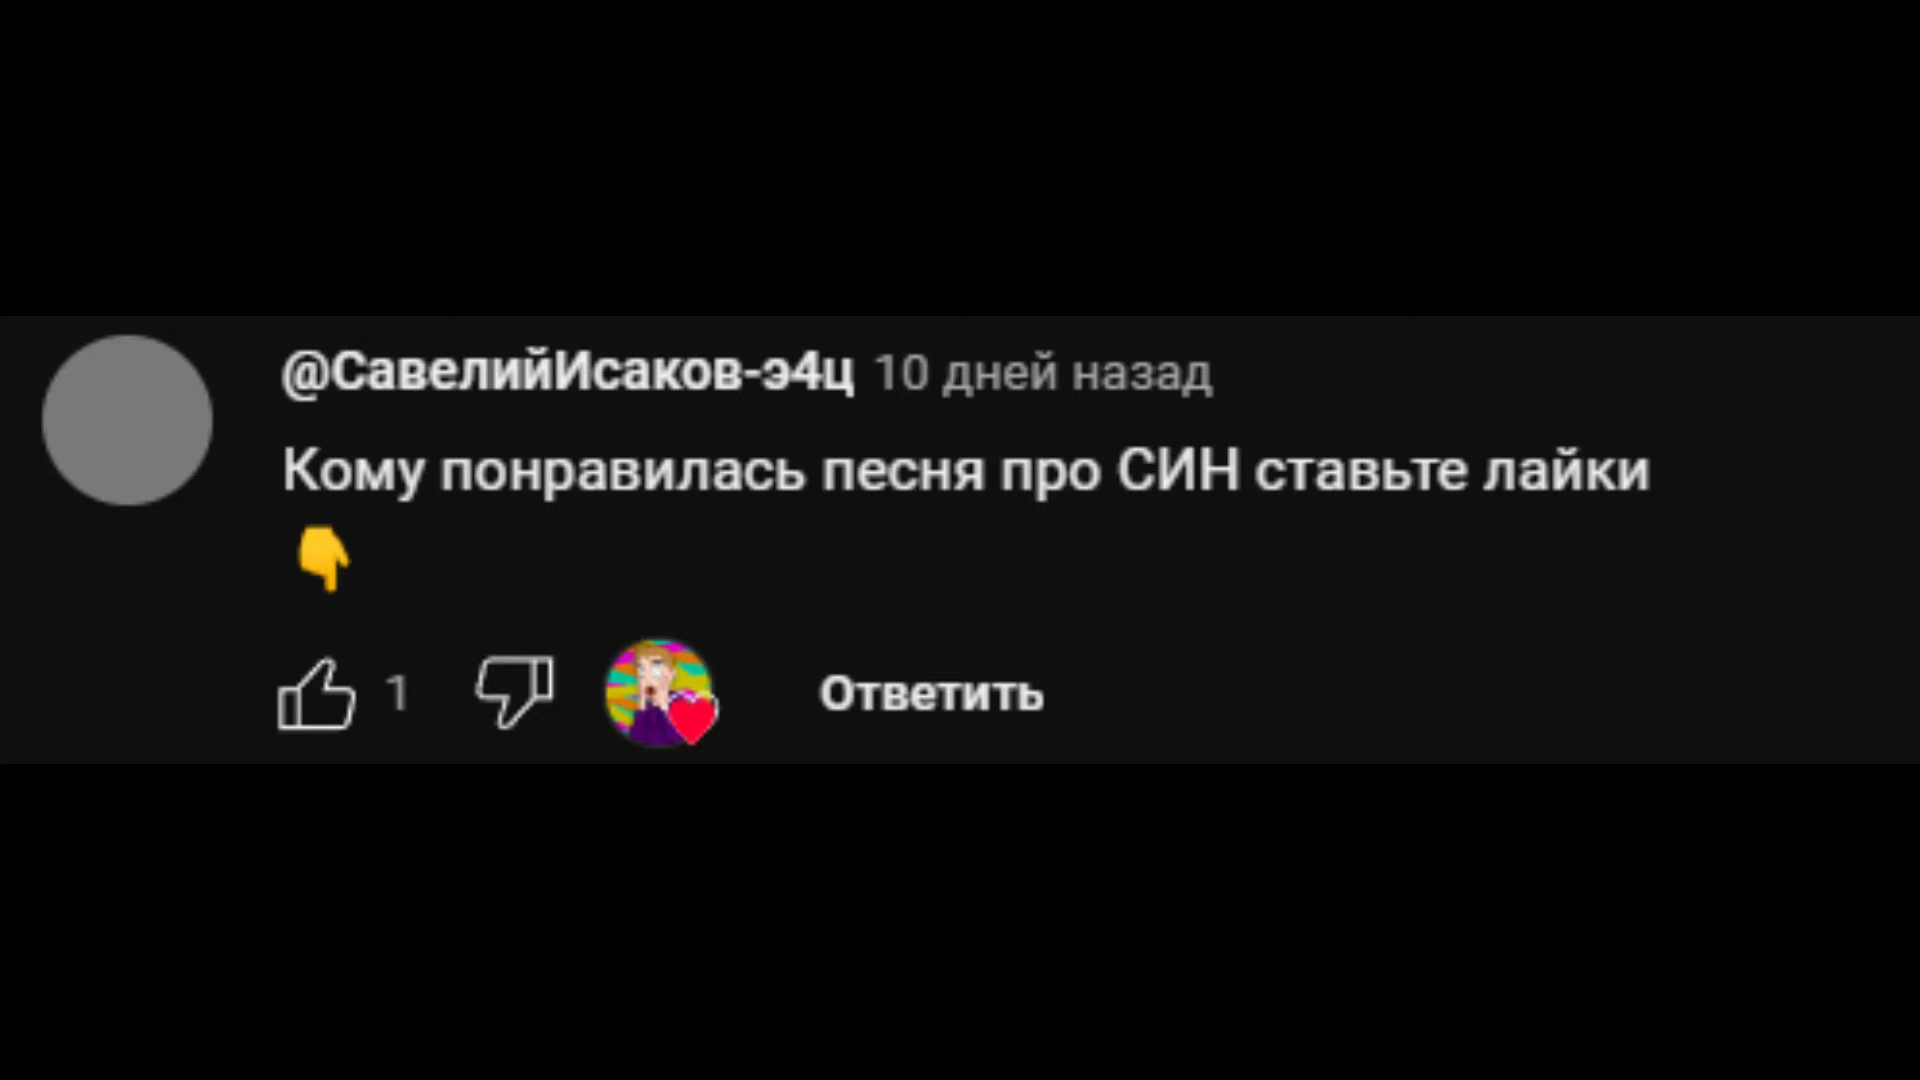 @СавелийИсаков-э4ц 10 дней назад
Кому понравилась песня про СИН ставьте лайки
👇
1 Ответить